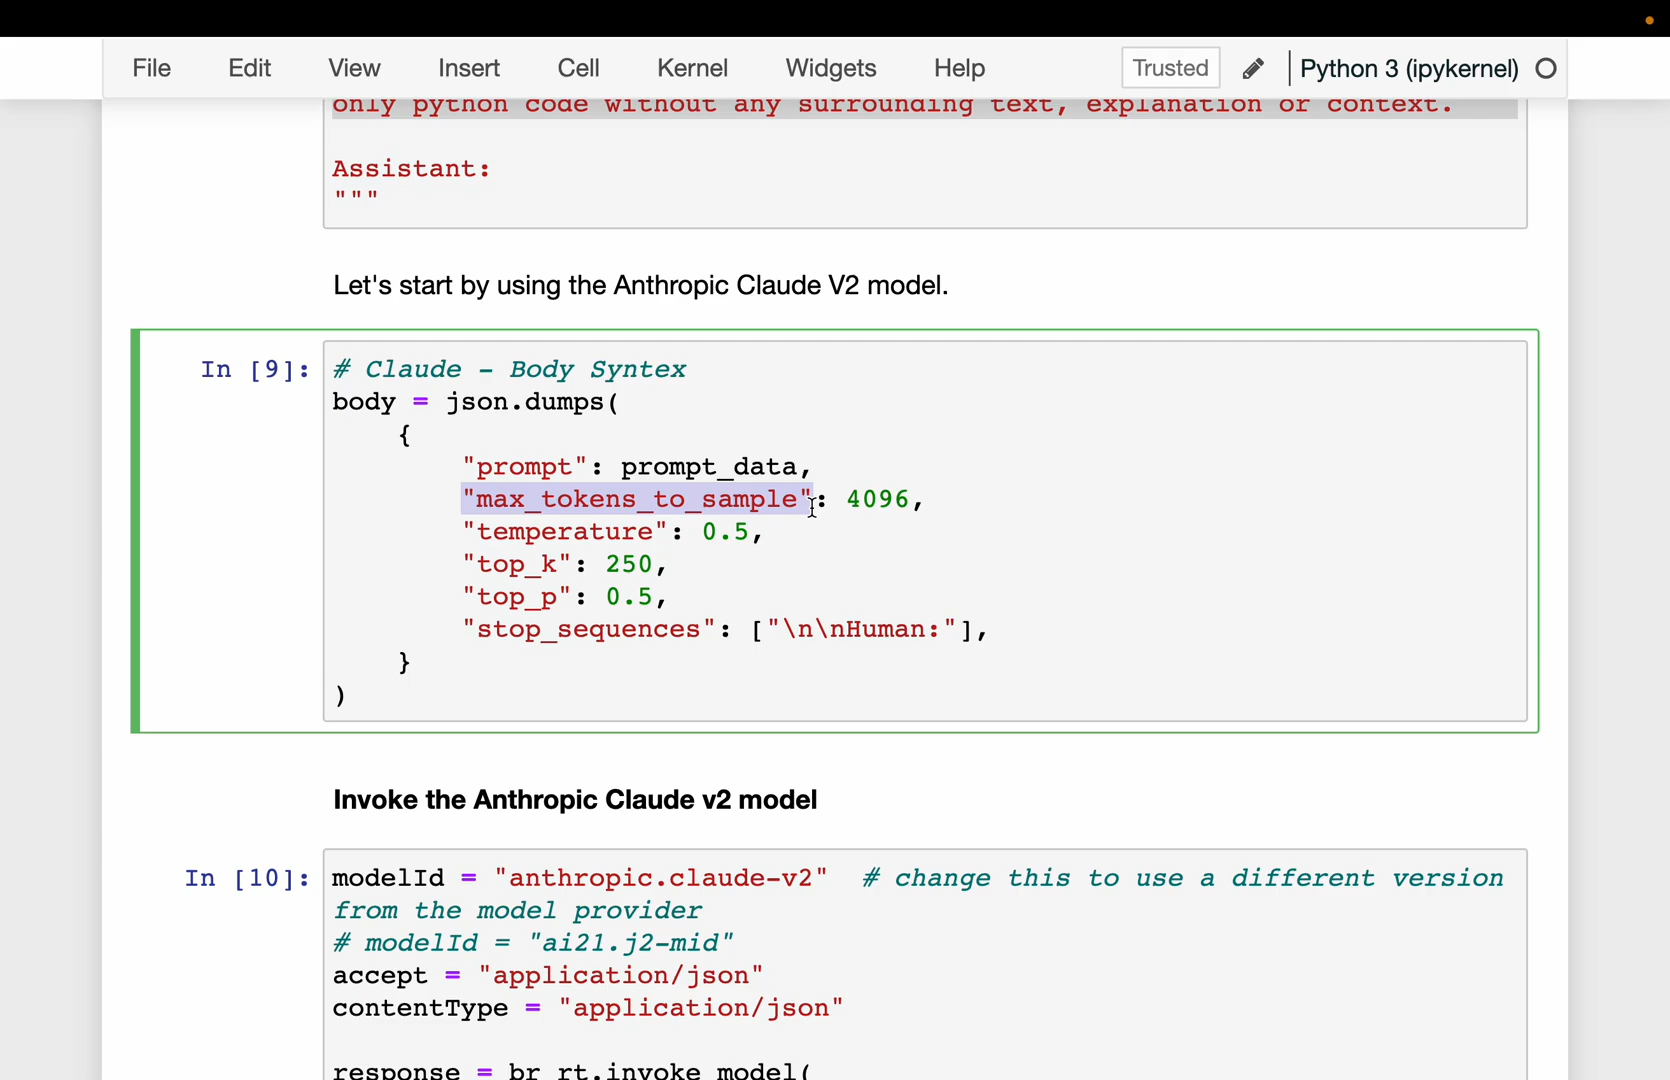 File Edit View Insert Cell Kernel Widgets Help Trusted Python 3 (ipykernel)
only python code without any surrounding text, explanation or context.
Assistant:
"""
Let's start by using the Anthropic Claude V2 model.
In [9]: # Claude – Body Syntex
body = json.dumps(
{
"prompt": prompt_data,
"max_tokens_to_sample": 4096,
"temperature": 0.5,
"top_k": 250,
"top_p": 0.5,
"stop_sequences": ["\n\nHuman:"],
}
)
Invoke the Anthropic Claude v2 model
In [10]: modelId = "anthropic.claude-v2"  # change this to use a different version
from the model provider
# modelId = "ai21.j2-mid"
accept = "application/json"
contentType = "application/json"
response = br_rt.invoke_model(